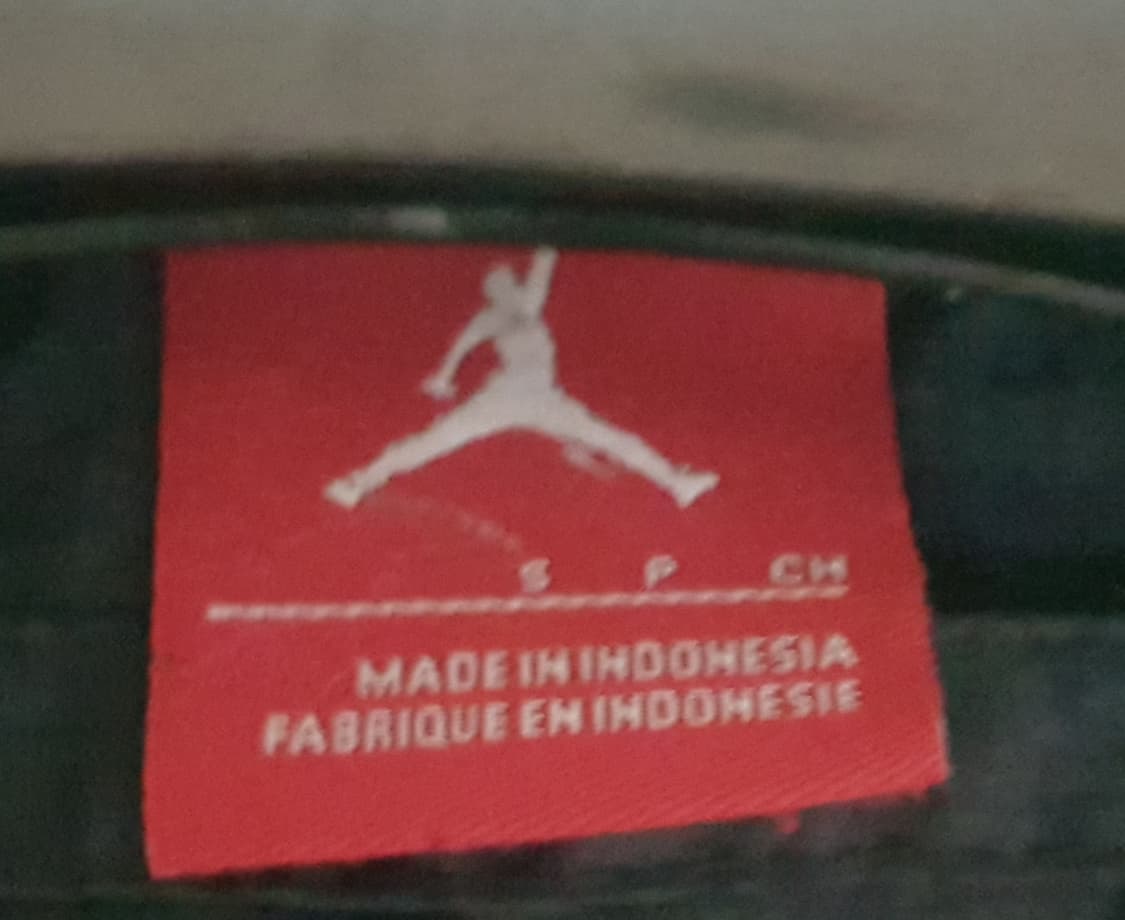 S P CH
MADE IN INDONESIA
FABRIQUE EN INDONESIE